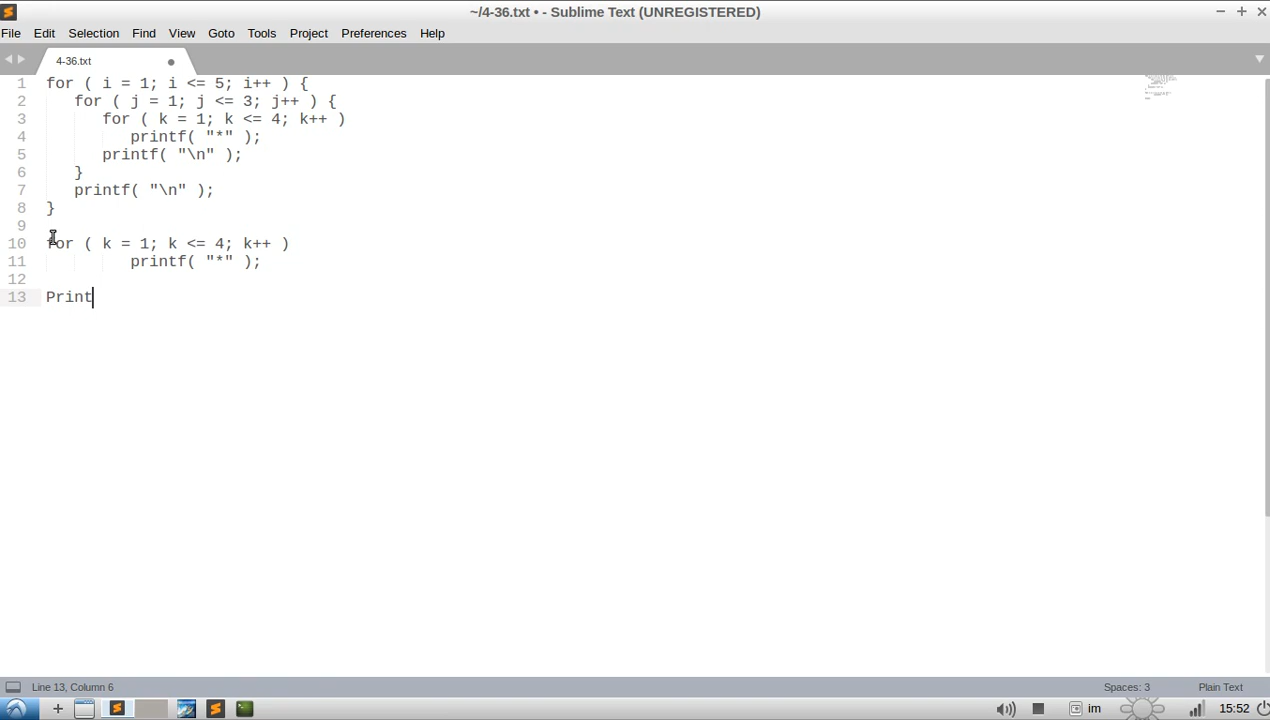 ~/4-36.txt • - Sublime Text (UNREGISTERED)
File Edit Selection Find View Goto Tools Project Preferences Help
4-36.txt
1 for ( i = 1; i <= 5; i++ ) {
2    for ( j = 1; j <= 3; j++ ) {
3       for ( k = 1; k <= 4; k++ )
4          printf( "*" );
5       printf( "\n" );
6    }
7    printf( "\n" );
8 }
9
10 for ( k = 1; k <= 4; k++ )
11          printf( "*" );
12
13 Print
Line 13, Column 6 Spaces: 3 Plain Text
im 15:52